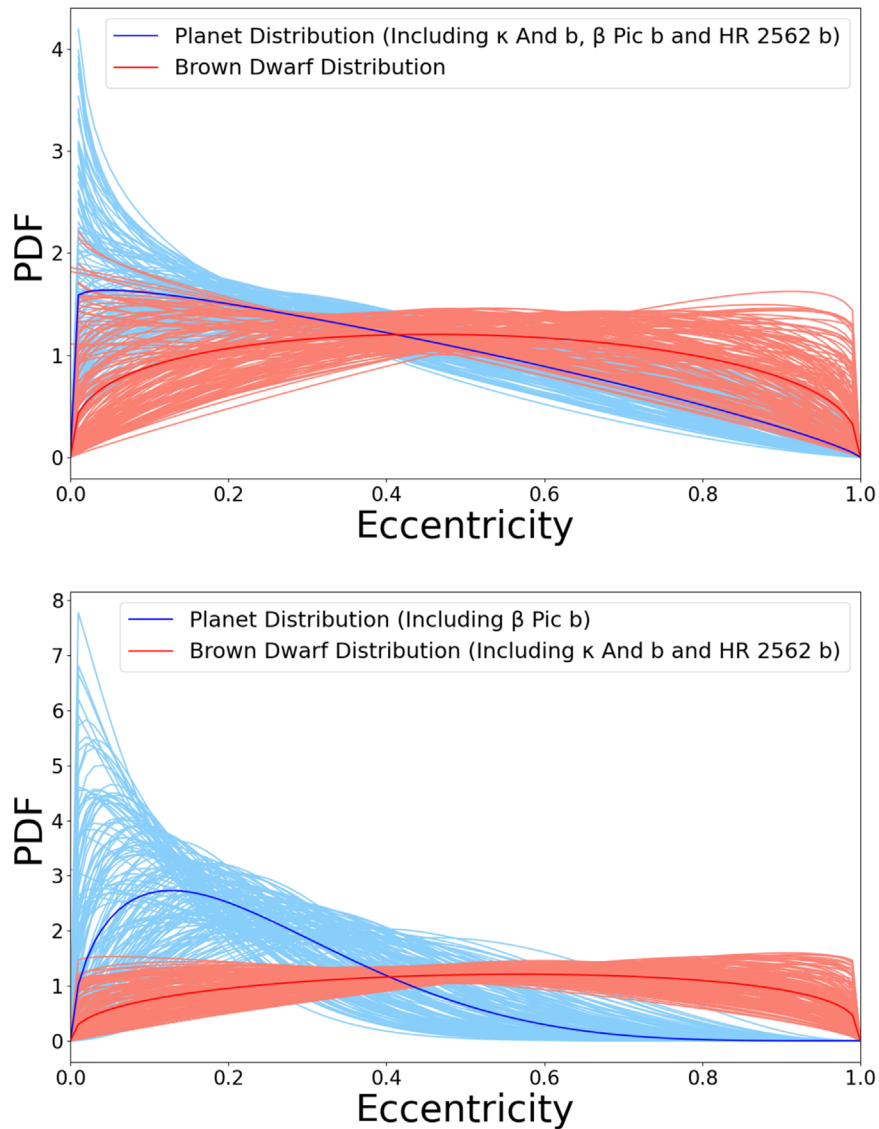 Planet Distribution (Including κ And b, β Pic b and HR 2562 b)
Brown Dwarf Distribution
4
3
2
1
0
PDF
0.0 0.2 0.4 0.6 0.8 1.0
Eccentricity
Planet Distribution (Including β Pic b)
Brown Dwarf Distribution (Including κ And b and HR 2562 b)
8
7
6
5
4
3
2
1
0
PDF
0.0 0.2 0.4 0.6 0.8 1.0
Eccentricity